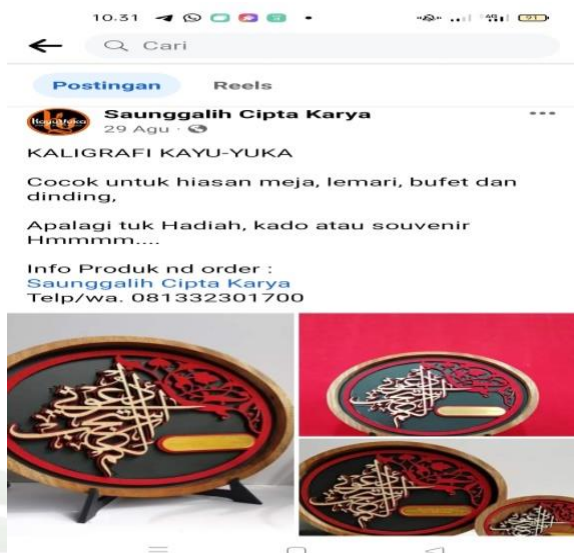 10.31
91
Cari
Postingan Reels
Saunggalih Cipta Karya
29 Agu
KALIGRAFI KAYU-YUKA
Cocok untuk hiasan meja, lemari, bufet dan
dinding,
Apalagi tuk Hadiah, kado atau souvenir
Hmmmm....
Info Produk nd order :
Saunggalih Cipta Karya
Telp/wa. 081332301700